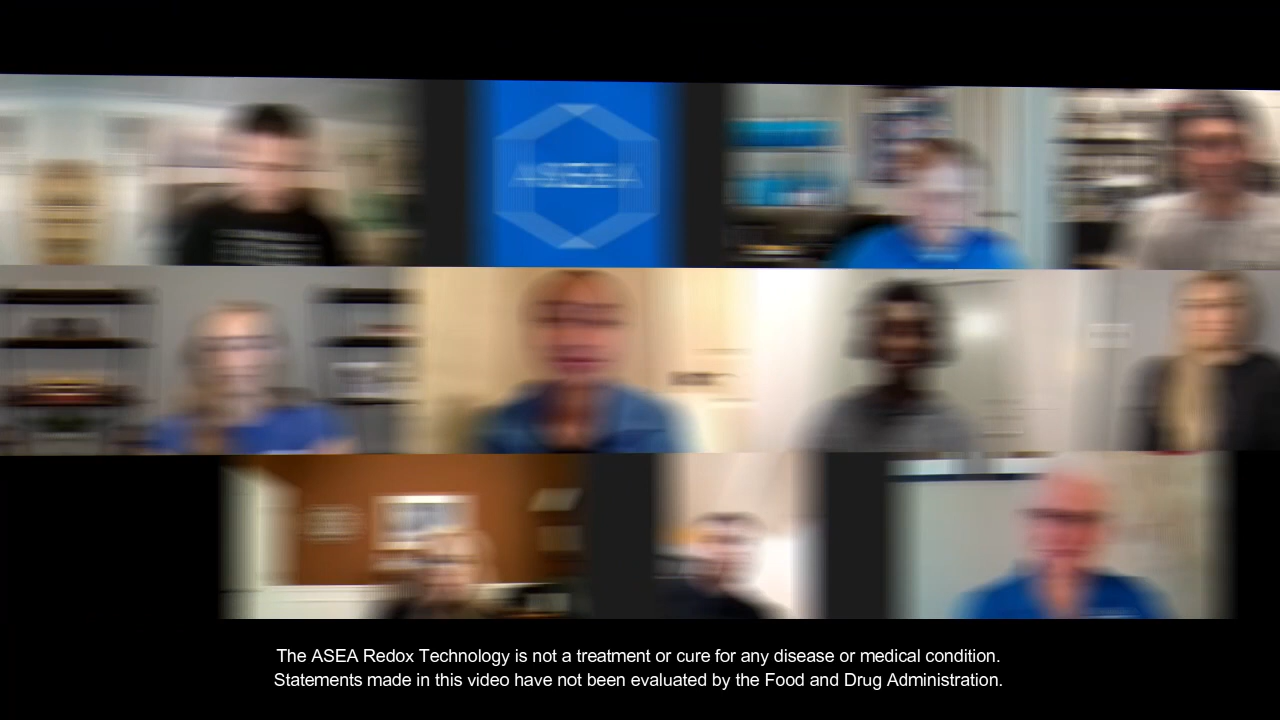 ASEA
The ASEA Redox Technology is not a treatment or cure for any disease or medical condition.
Statements made in this video have not been evaluated by the Food and Drug Administration.